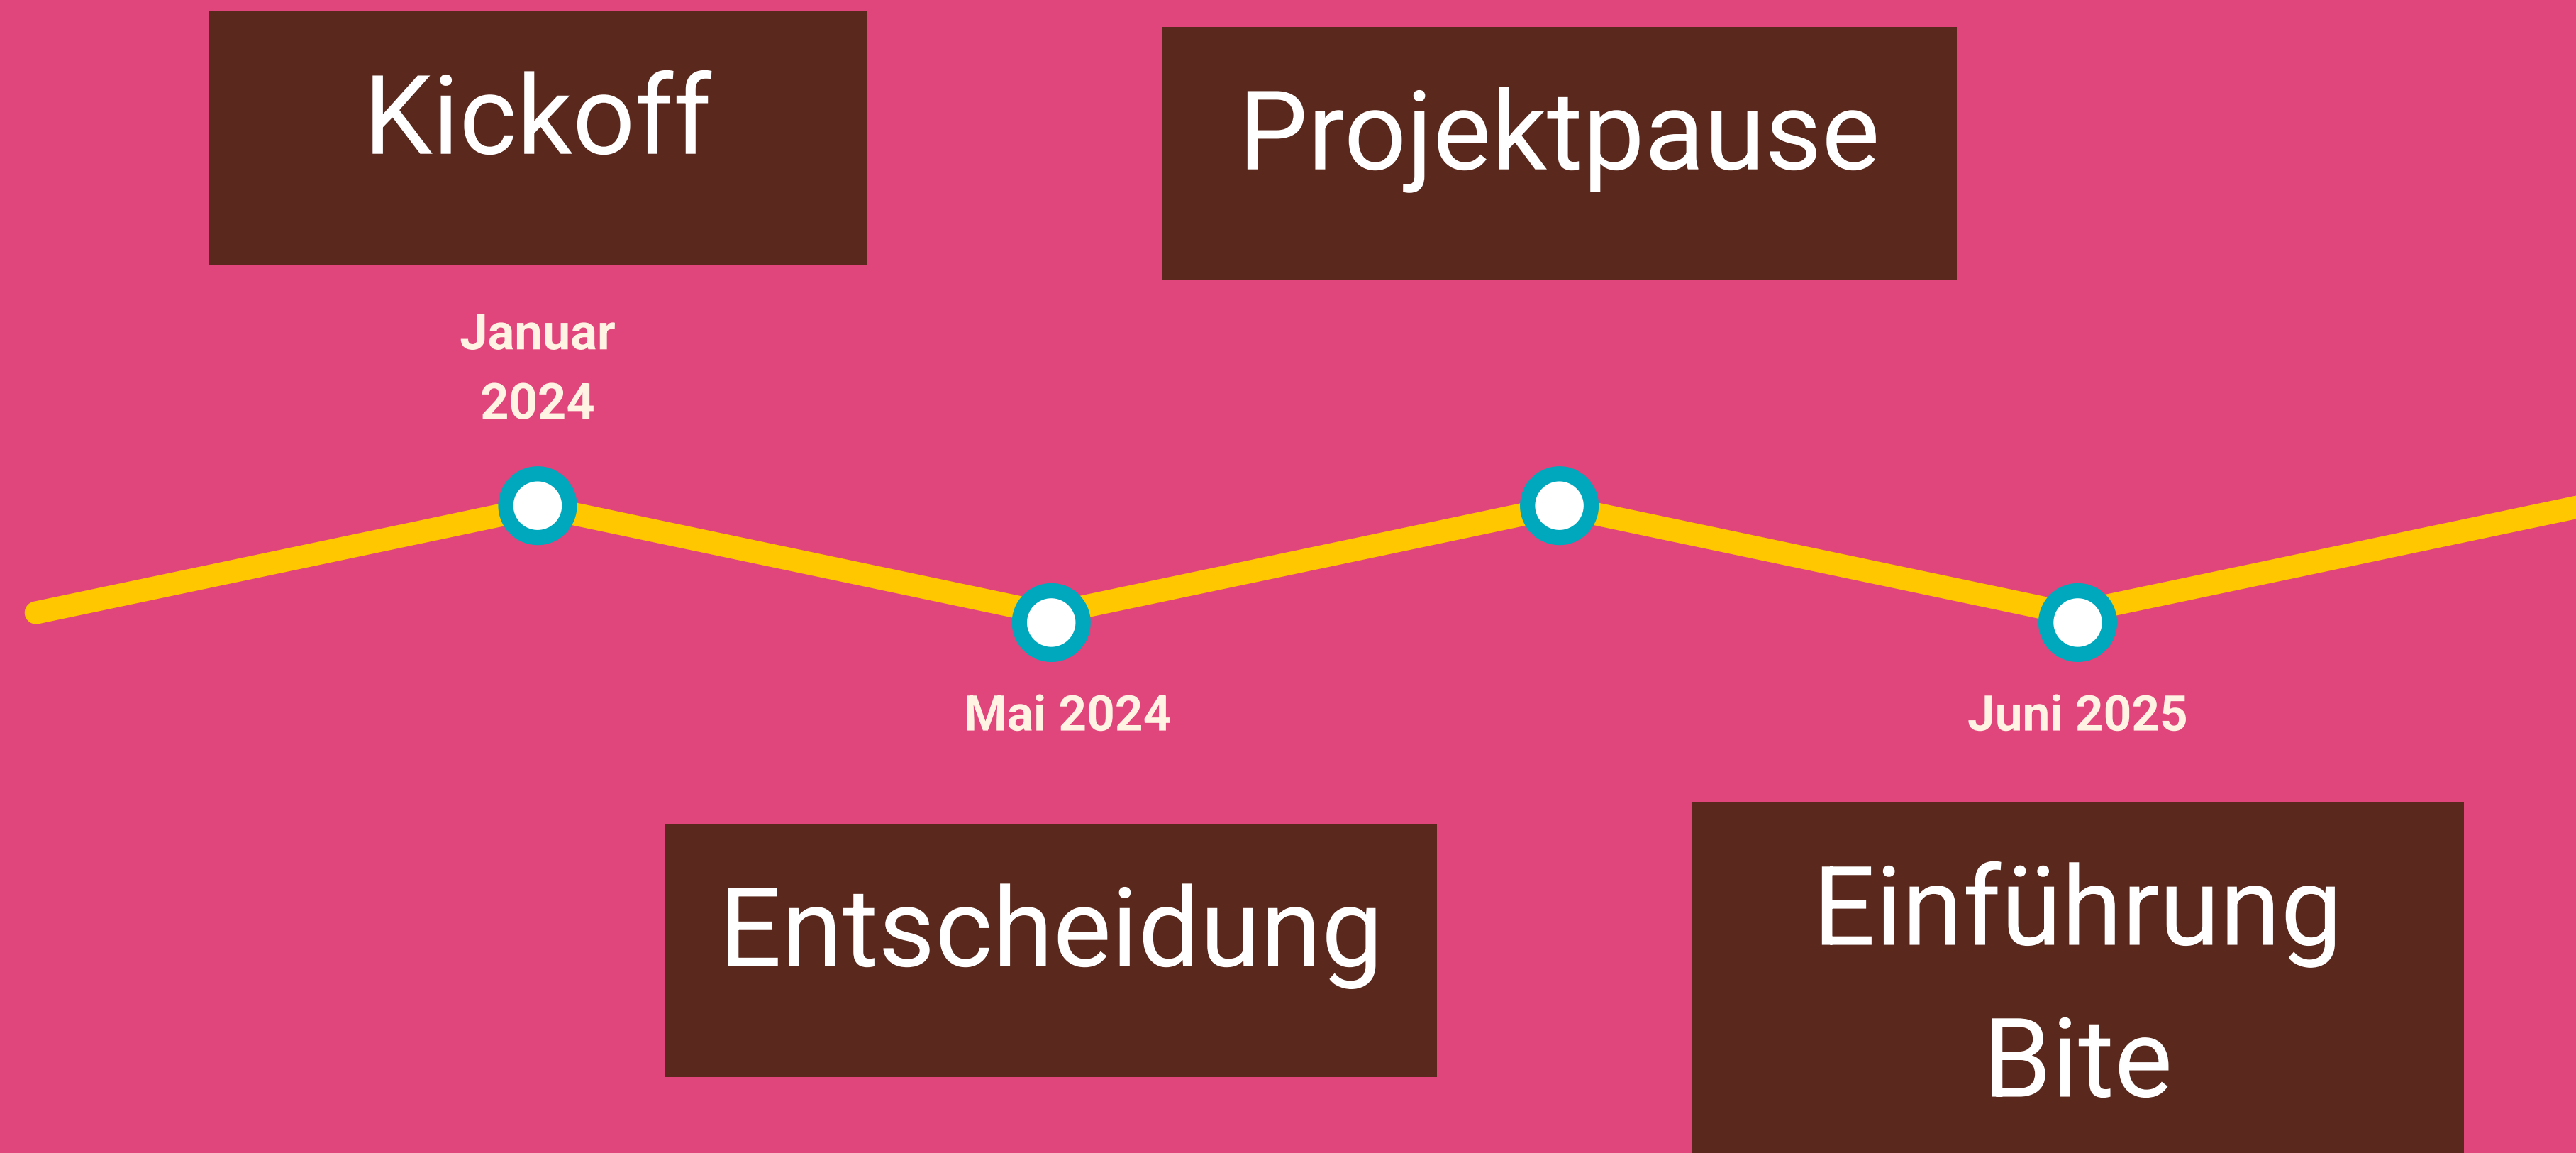 Kickoff
Januar
2024
Entscheidung
Mai 2024
Projektpause
Juni 2025
Einführung
Bite